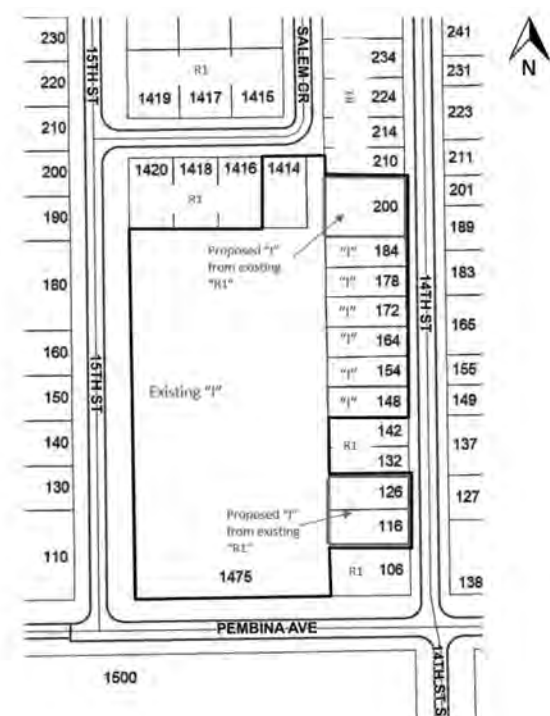 230
220
210
200
190
180
160
150
140
130
110
15TH ST
15TH ST
R1
1419 1417 1415
SALEM CR
1420 1418 1416 1414
R1
234
224
214
210
200
"I" 184
"I" 178
"I" 172
"I" 164
"I" 154
"I" 148
142
R1
132
126
116
R1 106
Proposed "I"
from existing
"R1"
Existing "I"
Proposed "I"
from existing
"R1"
1475
14TH ST
241
231
223
211
201
189
183
165
155
149
137
127
138
N
PEMBINA AVE
1500
14TH ST S